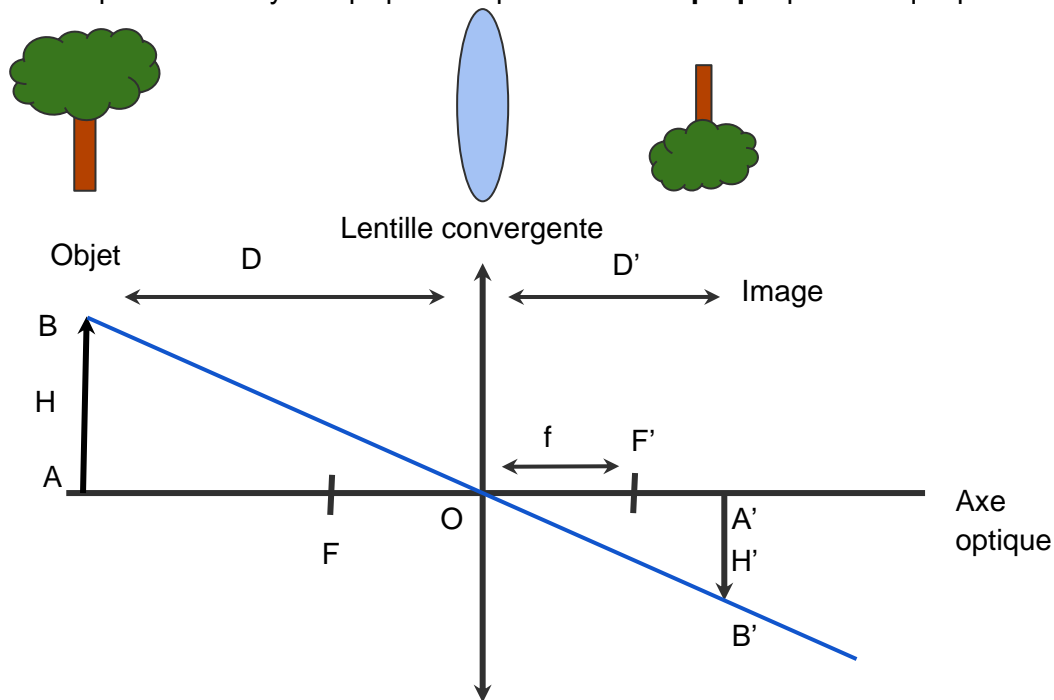 Lentille convergente
Objet
D
D’
Image
B
H
f
F’
A
O
A’
Axe
optique
F
H’
B’